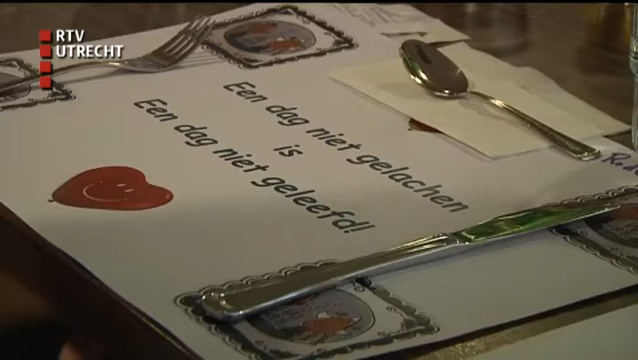 RTV
UTRECHT
Een dag niet gelachen
is
Een dag niet geleefd!